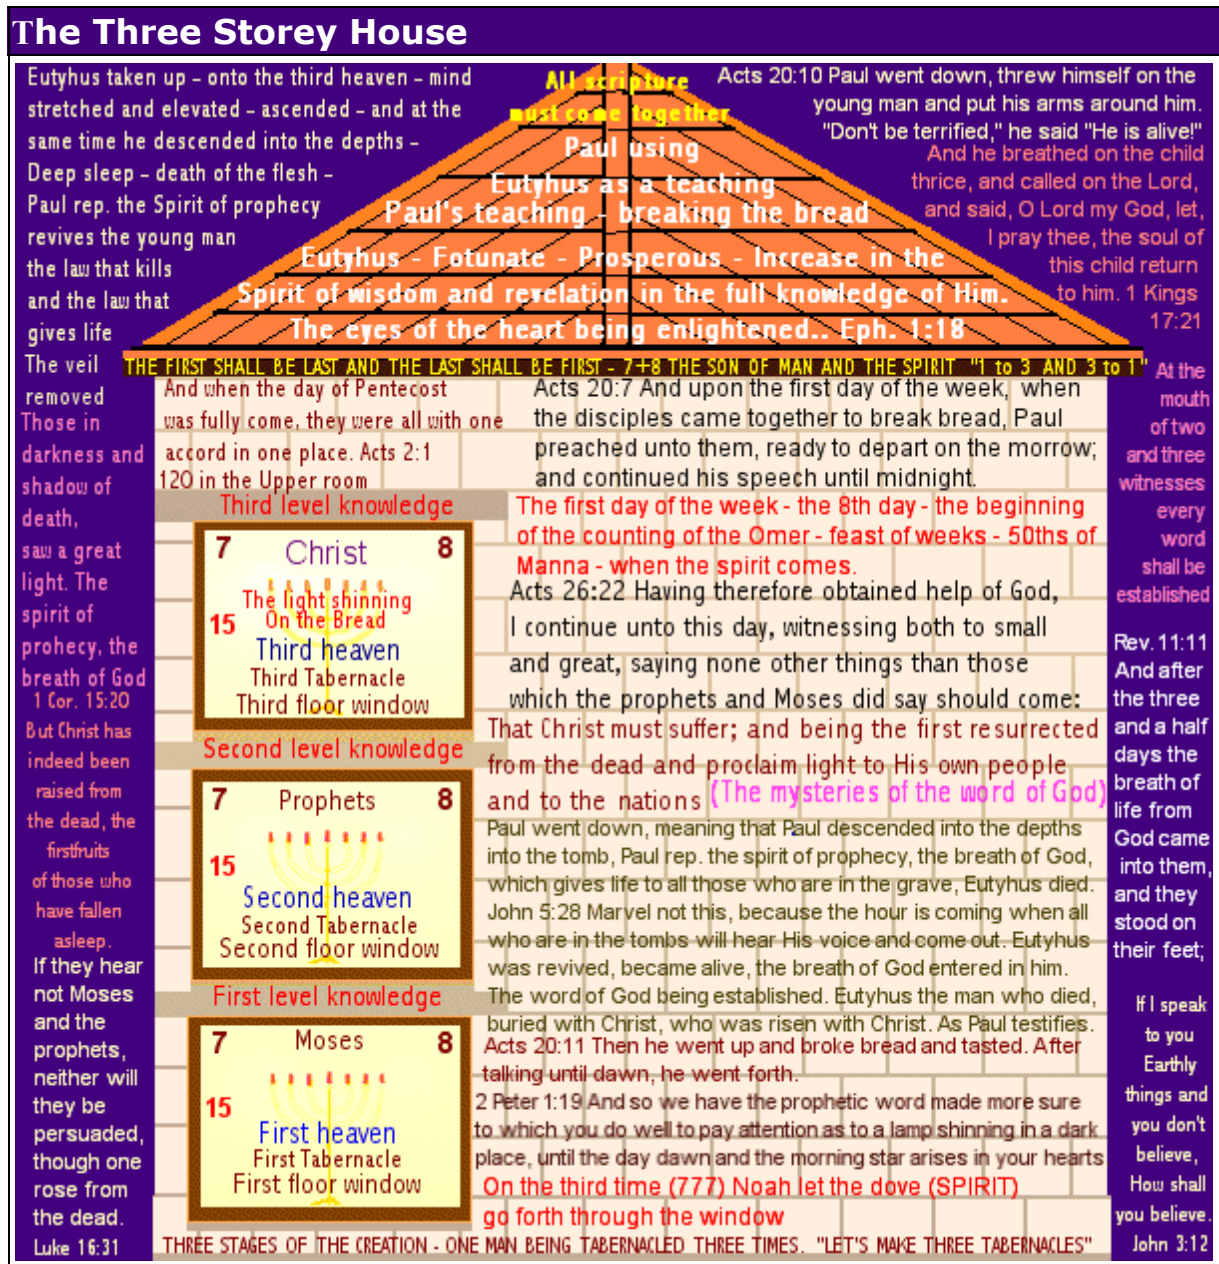 The Three Storey House
Eutyhus taken up – onto the third heaven – mind
stretched and elevated – ascended – and at the
same time he descended into the depths –
Deep sleep – death of the flesh –
Paul rep. the Spirit of prophecy
revives the young man
the law that kills
and the law that
gives life
The veil
removed
Those in
darkness and
shadow of
death,
saw a great
light. The
spirit of
prohecy, the
breath of God
1 Cor. 15:20
But Christ has
indeed been
raised from
the dead, the
firstfruits
of those who
have fallen
asleep.
If they hear
not Moses
and the
prophets,
neither will
they be
persuaded,
though one
rose from
the dead.
Luke 16:31
All scripture
must come together
Paul using
Eutyhus as a teaching
Paul's teaching - breaking the bread
Eutyhus - Fotunate - Prosperous - Increase in the
Spirit of wisdom and revelation in the full knowledge of Him.
The eyes of the heart being enlightened.. Eph. 1:18
THE FIRST SHALL BE LAST AND THE LAST SHALL BE FIRST - 7+8 THE SON OF MAN AND THE SPIRIT "1 to 3 AND 3 to 1"
Acts 20:10 Paul went down, threw himself on the
young man and put his arms around him.
"Don't be terrified," he said "He is alive!"
And he breathed on the child
thrice, and called on the Lord,
and said, O Lord my God, let,
I pray thee, the soul of
this child return
to him. 1 Kings
17:21
At the
mouth
of two
and three
witnesses
every
word
shall be
established
Rev. 11:11
And after
the three
and a half
days the
breath of
life from
God came
into them,
and they
stood on
their feet;
If I speak
to you
Earthly
things and
you don't
believe,
How shall
you believe.
John 3:12
And when the day of Pentecost
was fully come, they were all with one
accord in one place. Acts 2:1
120 in the Upper room
Third level knowledge
7 Christ 8
The light shinning
15 On the Bread
Third heaven
Third Tabernacle
Third floor window
Second level knowledge
7 Prophets 8
15
Second heaven
Second Tabernacle
Second floor window
First level knowledge
7 Moses 8
15
First heaven
First Tabernacle
First floor window
Acts 20:7 And upon the first day of the week, when
the disciples came together to break bread, Paul
preached unto them, ready to depart on the morrow;
and continued his speech until midnight.
The first day of the week - the 8th day - the beginning
of the counting of the Omer - feast of weeks - 50ths of
Manna - when the spirit comes.
Acts 26:22 Having therefore obtained help of God,
I continue unto this day, witnessing both to small
and great, saying none other things than those
which the prophets and Moses did say should come:
That Christ must suffer; and being the first resurrected
from the dead and proclaim light to His own people
and to the nations (The mysteries of the word of God)
Paul went down, meaning that Paul descended into the depths
into the tomb, Paul rep. the spirit of prophecy, the breath of God,
which gives life to all those who are in the grave, Eutyhus died.
John 5:28 Marvel not this, because the hour is coming when all
who are in the tombs will hear His voice and come out. Eutyhus
was revived, became alive, the breath of God entered in him.
The word of God being established. Eutyhus the man who died,
buried with Christ, who was risen with Christ. As Paul testifies.
Acts 20:11 Then he went up and broke bread and tasted. After
talking until dawn, he went forth.
2 Peter 1:19 And so we have the prophetic word made more sure
to which you do well to pay attention as to a lamp shinning in a dark
place, until the day dawn and the morning star arises in your hearts
On the third time (777) Noah let the dove (SPIRIT)
go forth through the window
THREE STAGES OF THE CREATION - ONE MAN BEING TABERNACLED THREE TIMES. "LET'S MAKE THREE TABERNACLES"